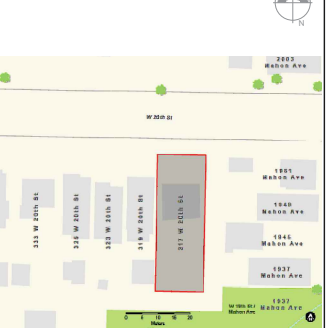 N
2003
Mahon Ave
W 20th St
333 W 20th St
325 W 20th St
323 W 20th St
319 W 20th St
317 W 20th St
1951
Mahon Ave
1949
Mahon Ave
1945
Mahon Ave
1937
Mahon Ave
1937
Mahon Ave
0 5 10 15 20
Meters